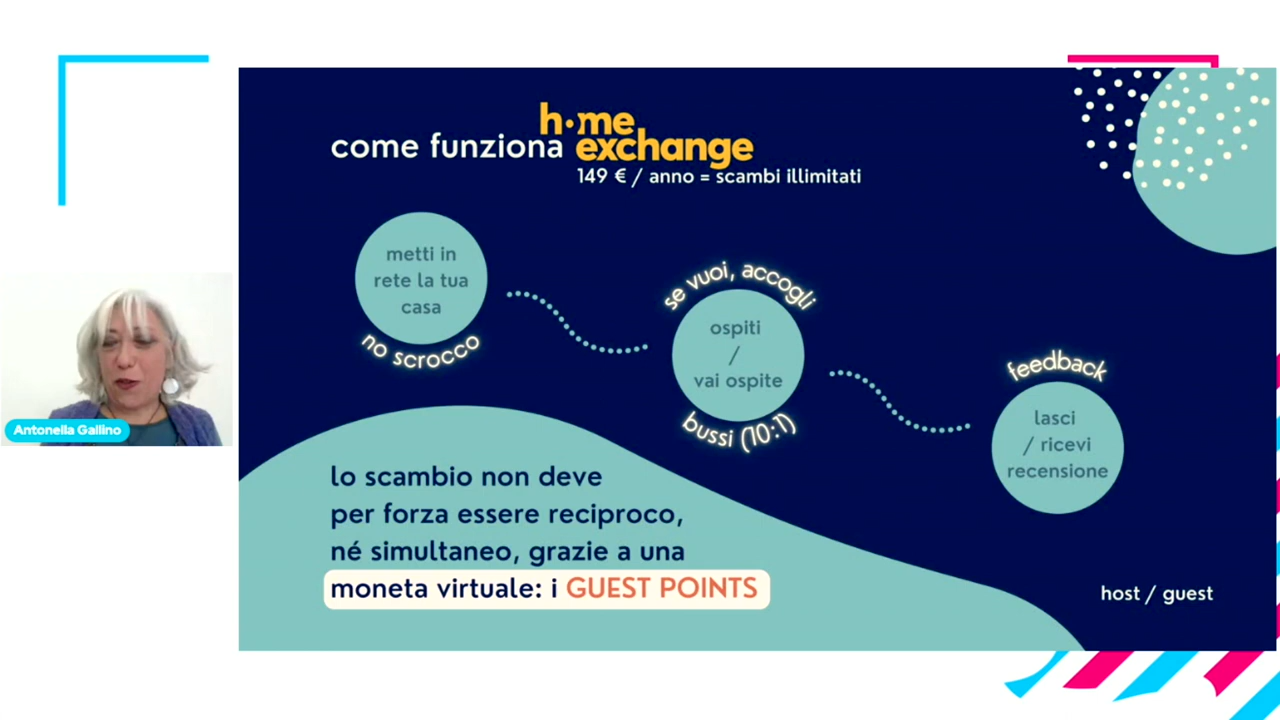 come funziona
h•me
exchange
149 € / anno = scambi illimitati
metti in
rete la tua
casa
no scrocco
se vuoi, accogli
ospiti
/
vai ospite
bussi (10:1)
feedback
lasci
/ ricevi
recensione
Antonella Gallino
lo scambio non deve
per forza essere reciproco,
né simultaneo, grazie a una
moneta virtuale: i GUEST POINTS
host / guest